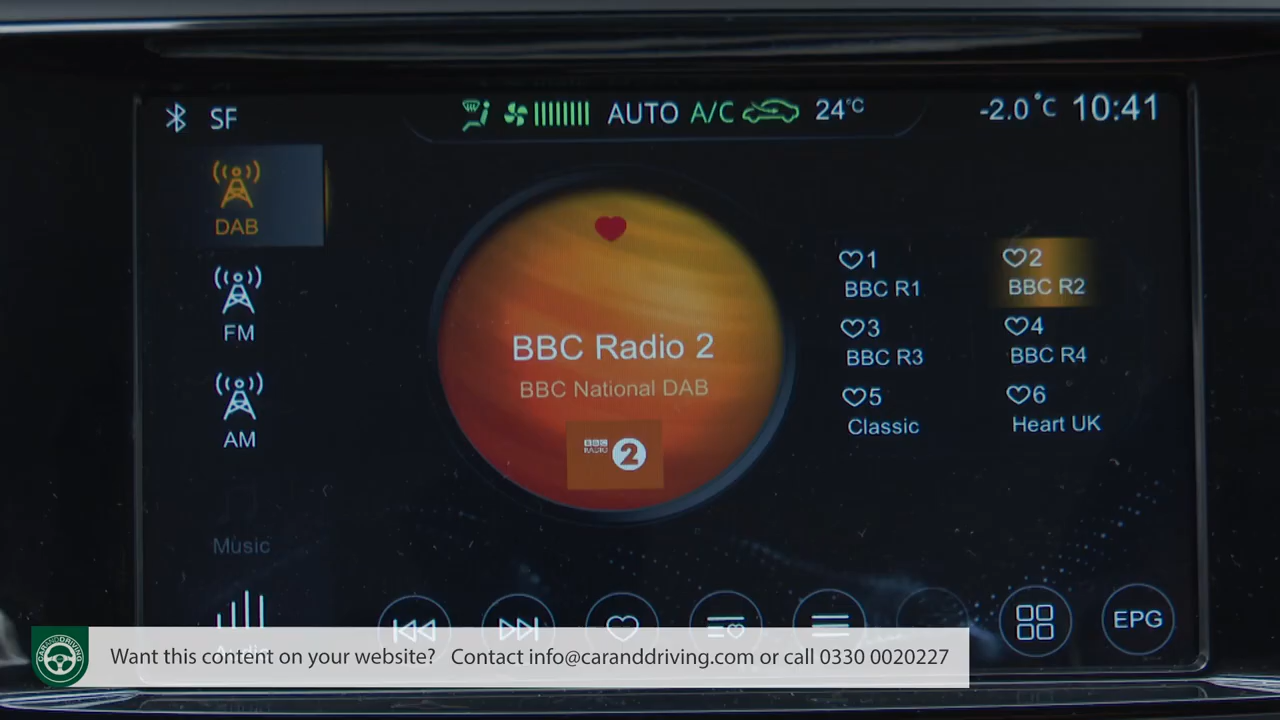 SF
AUTO A/C 24°C
-2.0°C 10:41
DAB
FM
AM
Music
Audio
BBC Radio 2
BBC National DAB
BBC
RADIO
2
1
BBC R1
2
BBC R2
3
BBC R3
4
BBC R4
5
Classic
6
Heart UK
EPG
CARANDDRIVING
Want this content on your website? Contact info@caranddriving.com or call 0330 0020227